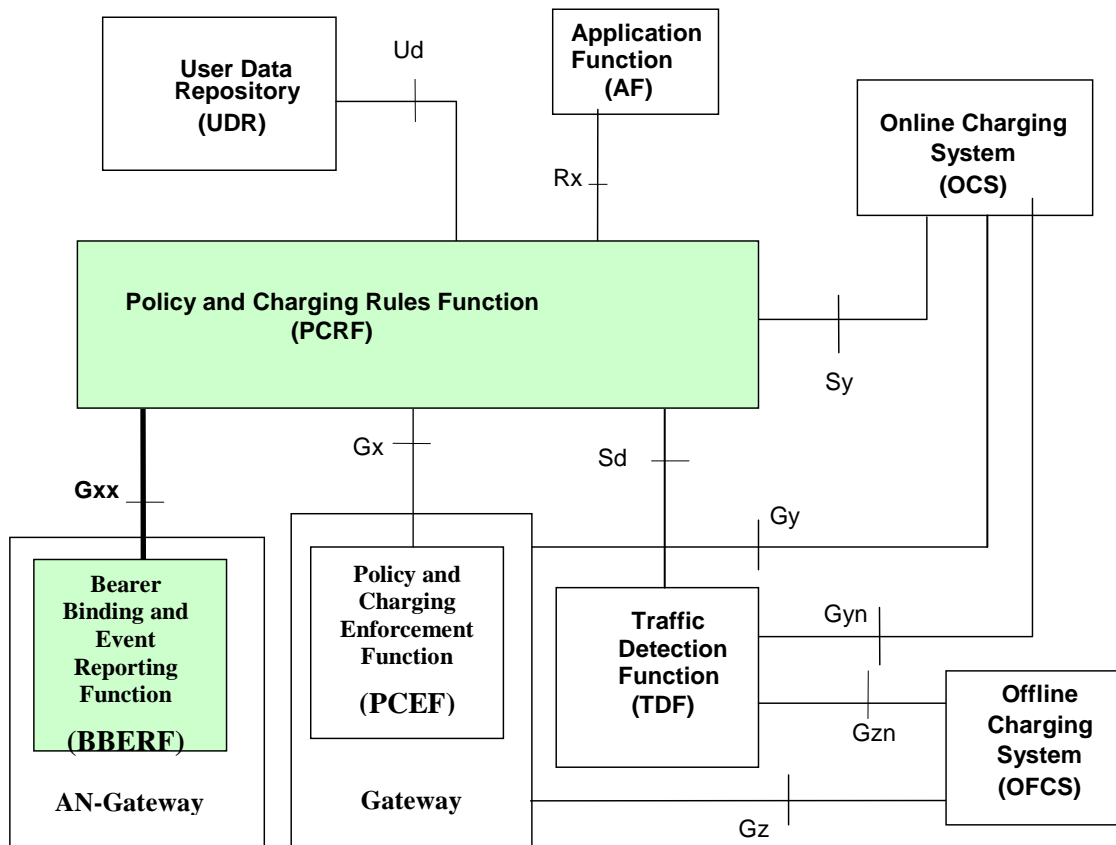 User Data
Repository
(UDR)
Ud
Application
Function
(AF)
Rx
Online Charging
System
(OCS)
Policy and Charging Rules Function
(PCRF)
Sy
Gxx
Gx
Sd
Gy
Bearer
Binding and
Event
Reporting
Function
(BBERF)
AN-Gateway
Policy and
Charging
Enforcement
Function
(PCEF)
Gateway
Traffic
Detection
Function
(TDF)
Gyn
Gzn
Offline
Charging
System
(OFCS)
Gz